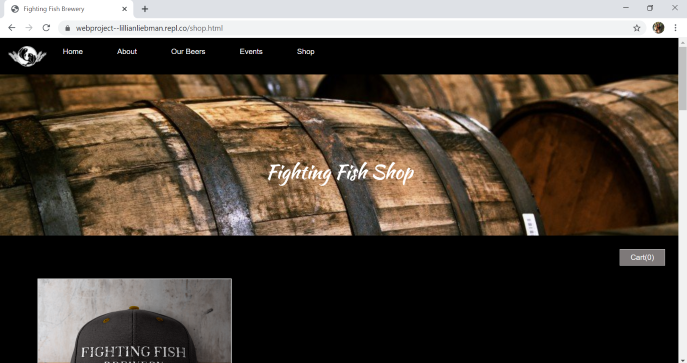 Fighting Fish Brewery
webproject--lillianliebman.repl.co/shop.html
Home About Our Beers Events Shop
Fighting Fish Shop
Cart(0)
FIGHTING FISH